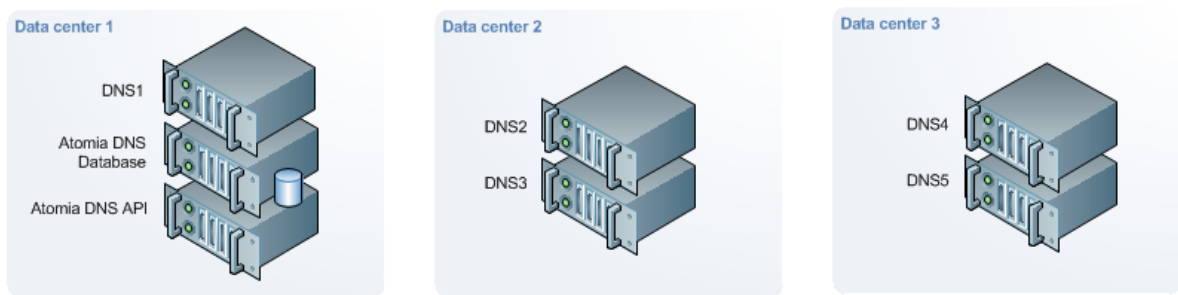 Data center 1
DNS1
Atomia DNS
Database
Atomia DNS API
Data center 2
DNS2
DNS3
Data center 3
DNS4
DNS5